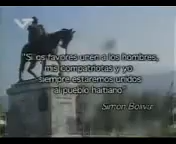 "Si los favores unen a los hombres,
mis compatriotas y yo
siempre estaremos unidos
al pueblo haitiano."
Simón Bolívar